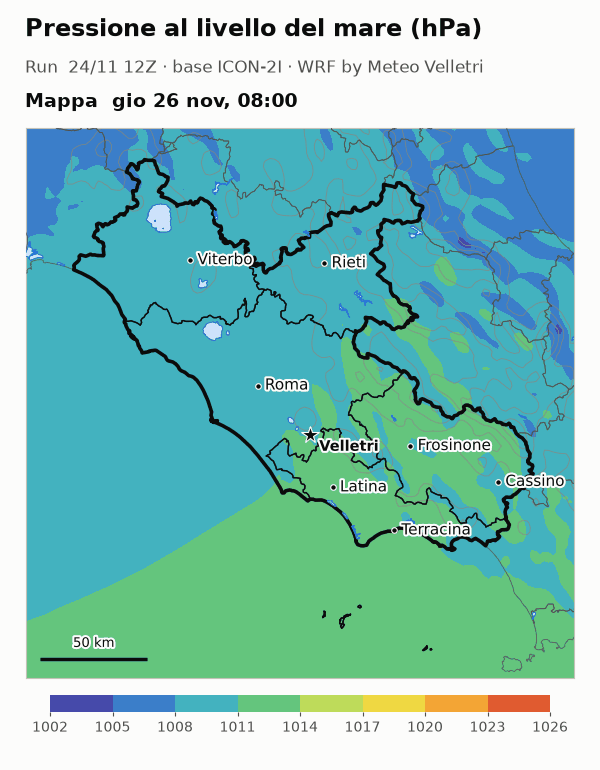 Pressione al livello del mare (hPa)
Run  24/11 12Z · base ICON-2I · WRF by Meteo Velletri
Mappa  gio 26 nov, 08:00
Viterbo
Rieti
Roma
Velletri
Frosinone
Cassino
Latina
Terracina
50 km
1002 1005 1008 1011 1014 1017 1020 1023 1026